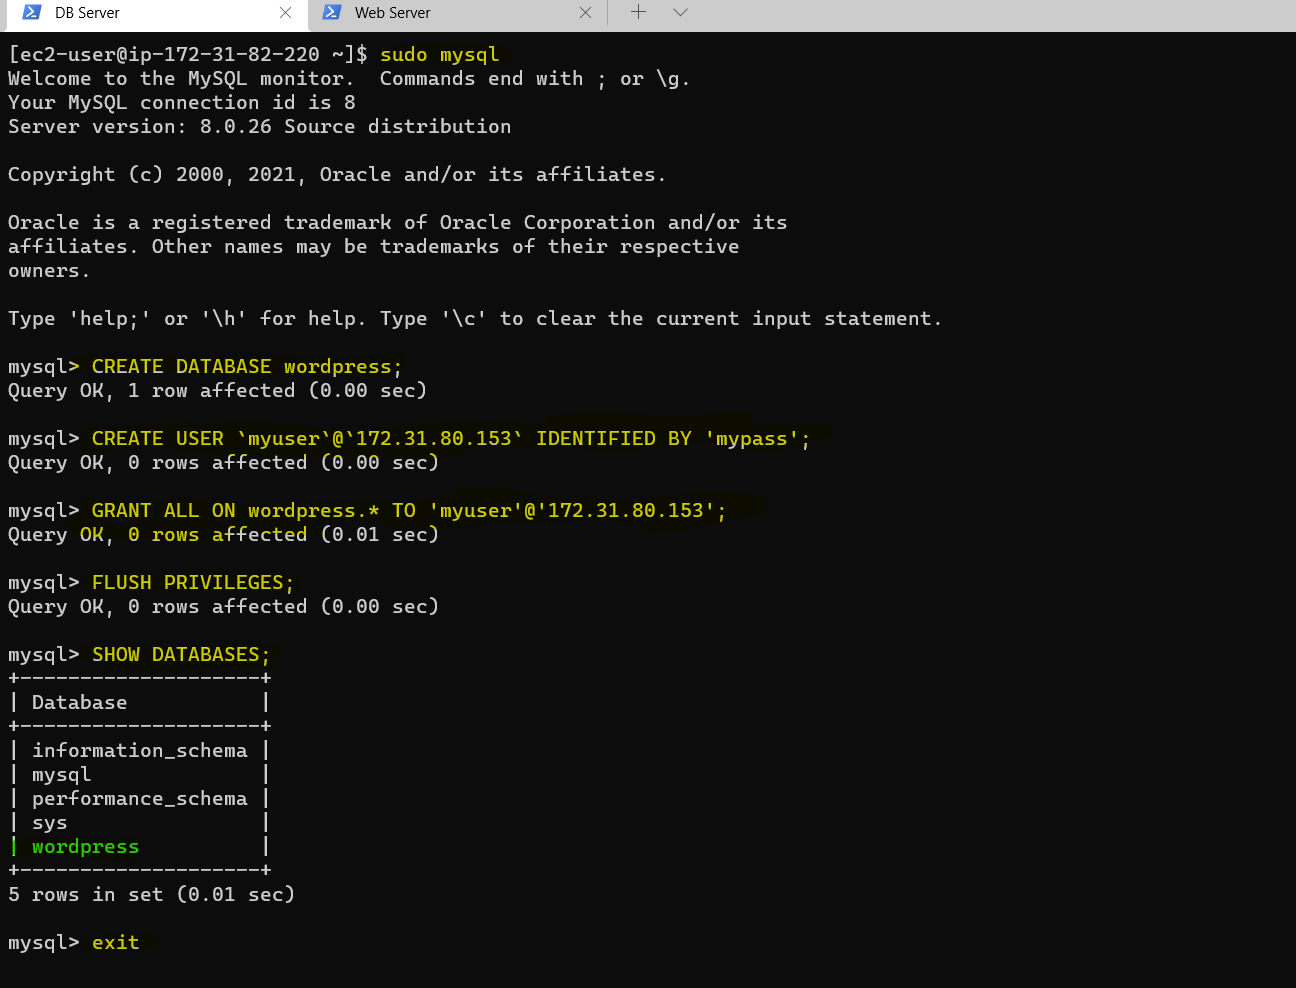 DB Server
Web Server
[ec2-user@ip-172-31-82-220 ~]$ sudo mysql
Welcome to the MySQL monitor.  Commands end with ; or \g.
Your MySQL connection id is 8
Server version: 8.0.26 Source distribution
Copyright (c) 2000, 2021, Oracle and/or its affiliates.
Oracle is a registered trademark of Oracle Corporation and/or its
affiliates. Other names may be trademarks of their respective
owners.
Type 'help;' or '\h' for help. Type '\c' to clear the current input statement.
mysql> CREATE DATABASE wordpress;
Query OK, 1 row affected (0.00 sec)
mysql> CREATE USER `myuser`@`172.31.80.153` IDENTIFIED BY 'mypass';
Query OK, 0 rows affected (0.00 sec)
mysql> GRANT ALL ON wordpress.* TO 'myuser'@'172.31.80.153';
Query OK, 0 rows affected (0.01 sec)
mysql> FLUSH PRIVILEGES;
Query OK, 0 rows affected (0.00 sec)
mysql> SHOW DATABASES;
+--------------------+
| Database           |
+--------------------+
| information_schema |
| mysql              |
| performance_schema |
| sys                |
| wordpress          |
+--------------------+
5 rows in set (0.01 sec)
mysql> exit